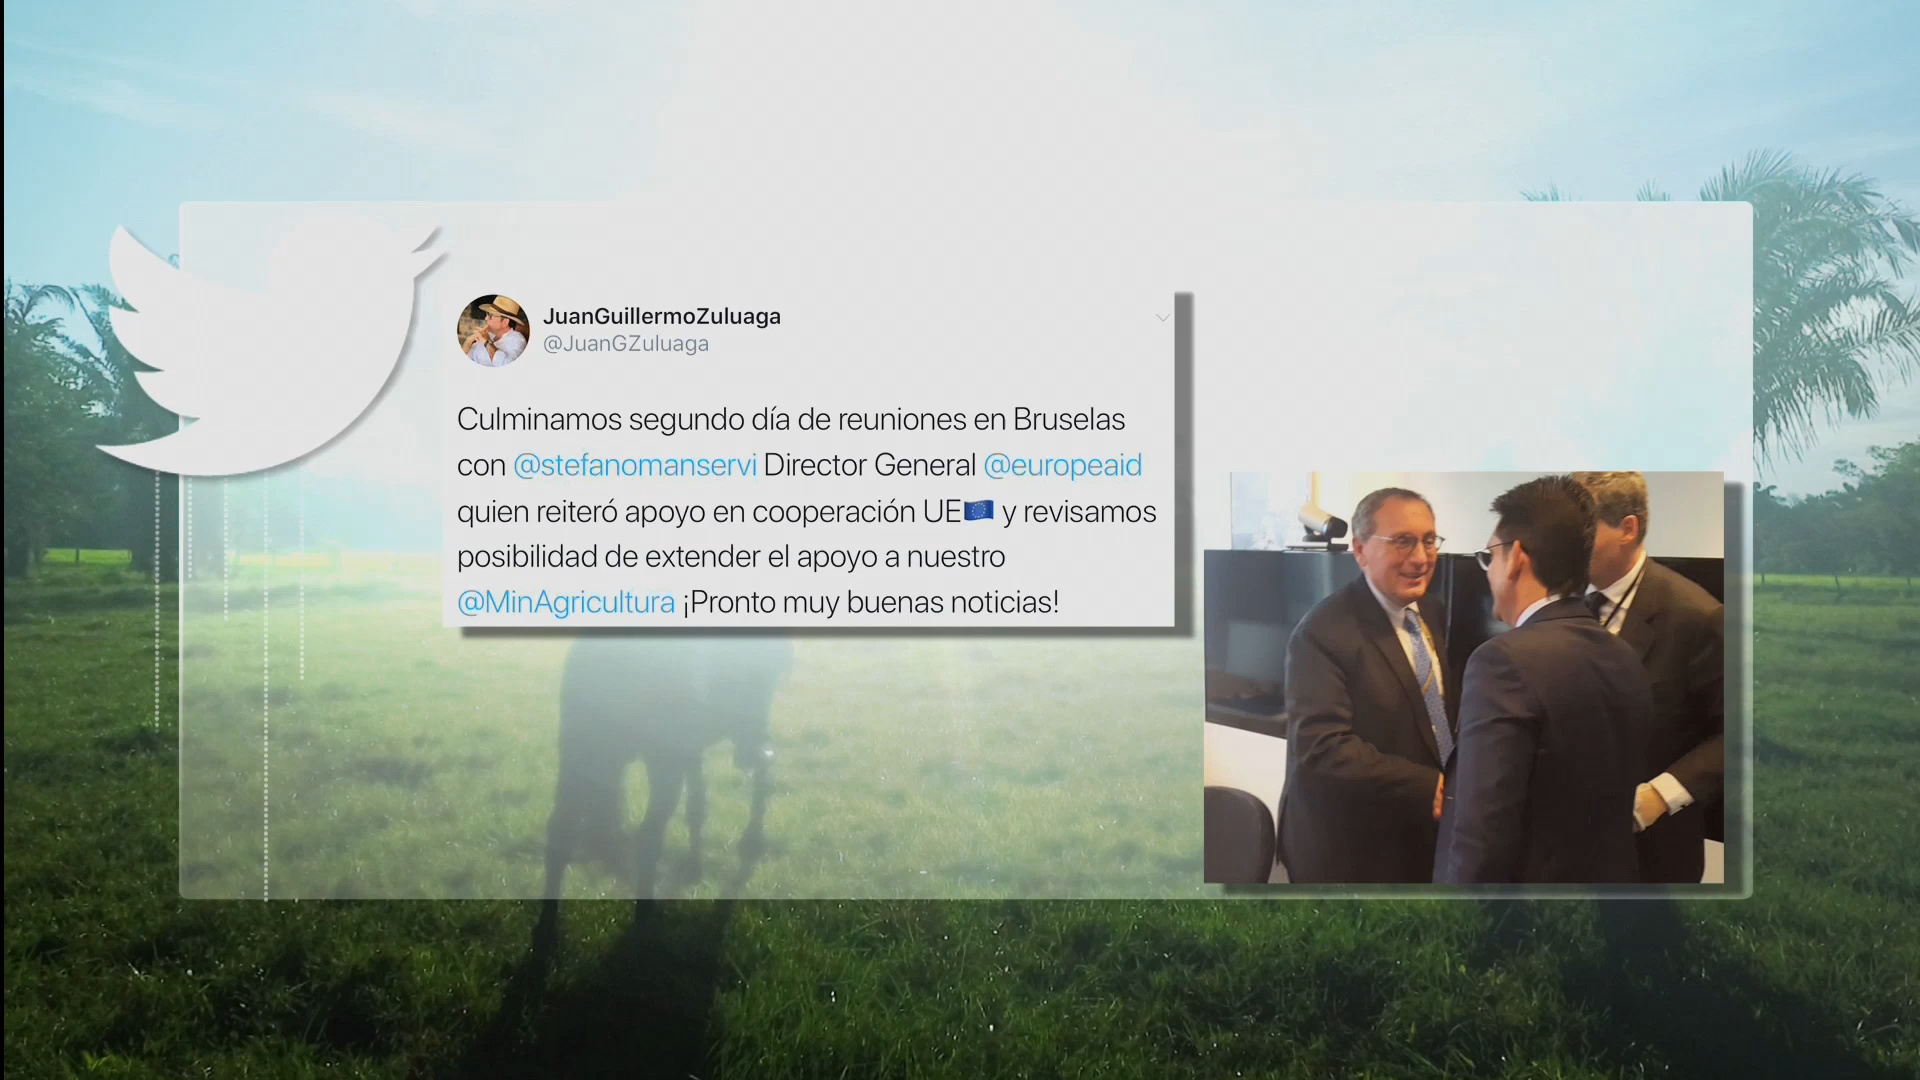 JuanGuillermoZuluaga
@JuanGZuluaga
Culminamos segundo día de reuniones en Bruselas
con @stefanomanservi Director General @europeaid
quien reiteró apoyo en cooperación UE🇪🇺 y revisamos
posibilidad de extender el apoyo a nuestro
@MinAgricultura ¡Pronto muy buenas noticias!